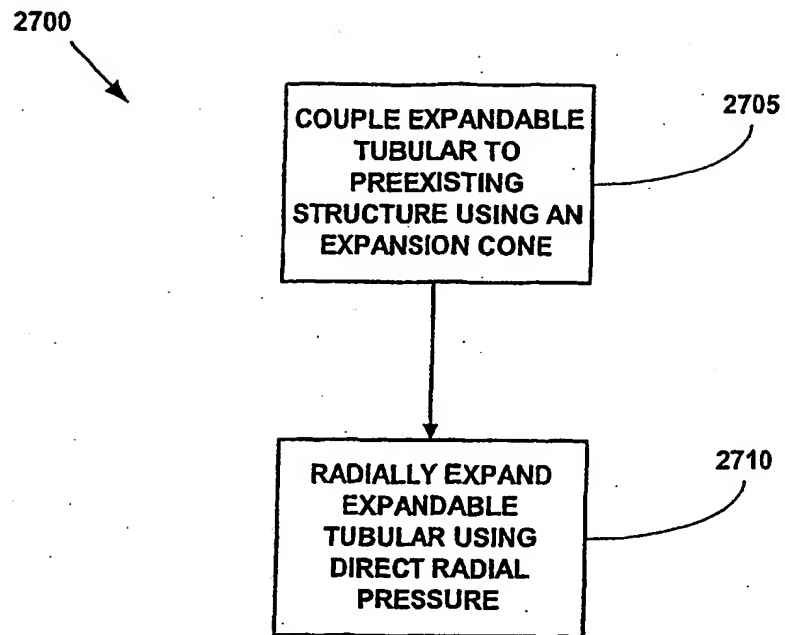 2700
COUPLE EXPANDABLE
TUBULAR TO
PREEXISTING
STRUCTURE USING AN
EXPANSION CONE
2705
RADIALLY EXPAND
EXPANDABLE
TUBULAR USING
DIRECT RADIAL
PRESSURE
2710